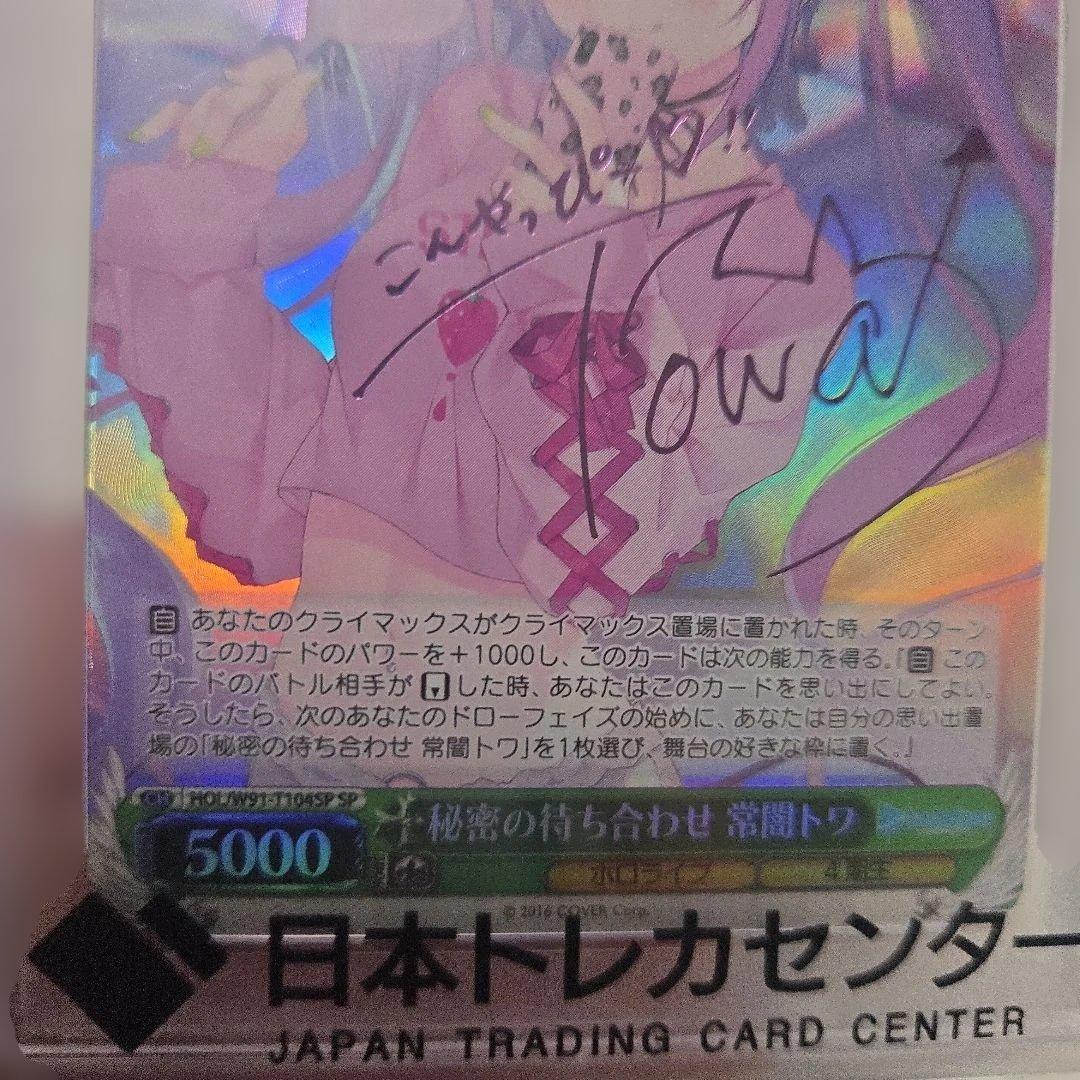 こんやっぴ
Towa
自 あなたのクライマックスがクライマックス置場に置かれた時、そのターン
中、このカードのパワーを+1000し、このカードは次の能力を得る。「自 この
カードのバトル相手が した時、あなたはこのカードを思い出にしてよい。
そうしたら、次のあなたのドローフェイズの始めに、あなたは自分の思い出置
場の「秘密の待ち合わせ 常闇トワ」を1枚選び、舞台の好きな枠に置く。」
HOL/W91-T104SP SP
5000
秘密の待ち合わせ 常闇トワ
ホロライブ 4期生
© 2016 COVER Corp.
日本トレカセンター
JAPAN TRADING CARD CENTER